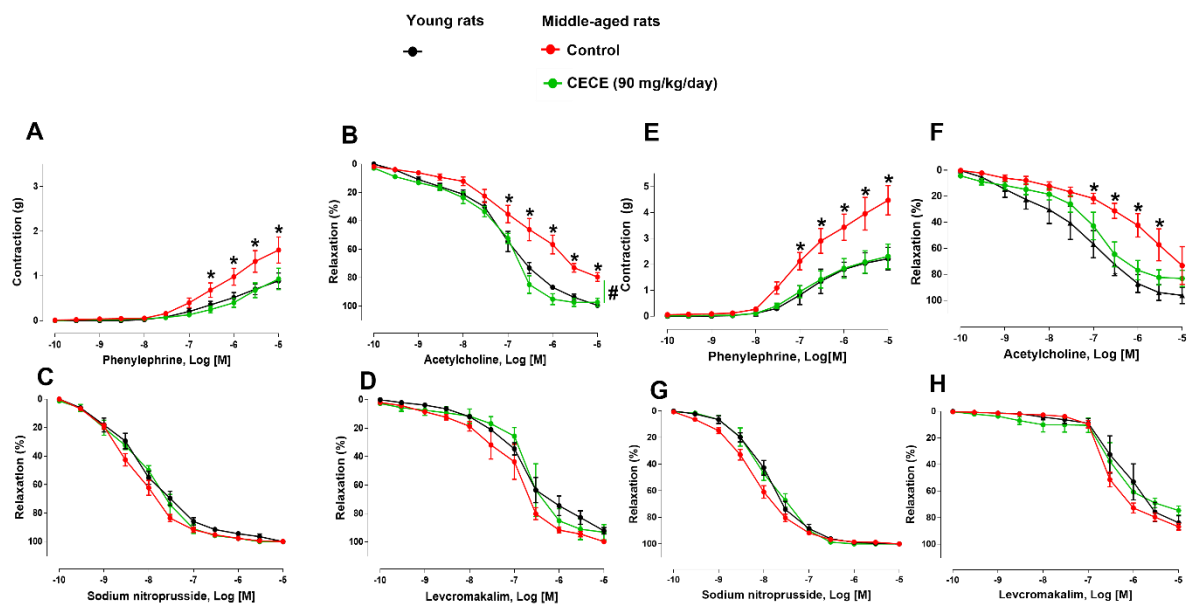 Young rats
Middle-aged rats
Control
CECE (90 mg/kg/day)
A
Contraction (g)
3
2
1
0
-10 -9 -8 -7 -6 -5
Phenylephrine, Log [M]
* * * *
B
Relaxation (%)
0
20
40
60
80
100
-10 -9 -8 -7 -6 -5
Acetylcholine, Log [M]
* * * * *
#
E
Contraction (g)
5
4
3
2
1
0
-10 -9 -8 -7 -6 -5
Phenylephrine, Log[M]
* * * * *
F
Relaxation (%)
0
20
40
60
80
100
-10 -9 -8 -7 -6 -5
Acetylcholine, Log [M]
* * * *
C
Relaxation (%)
0
20
40
60
80
100
-10 -9 -8 -7 -6 -5
Sodium nitroprusside, Log [M]
D
Relaxation (%)
0
20
40
60
80
100
-10 -9 -8 -7 -6 -5
Levcromakalim, Log [M]
G
Relaxation (%)
0
20
40
60
80
100
-10 -9 -8 -7 -6 -5
Sodium nitroprusside, Log [M]
H
Relaxation (%)
0
20
40
60
80
100
-10 -9 -8 -7 -6 -5
Levcromakalim, Log [M]